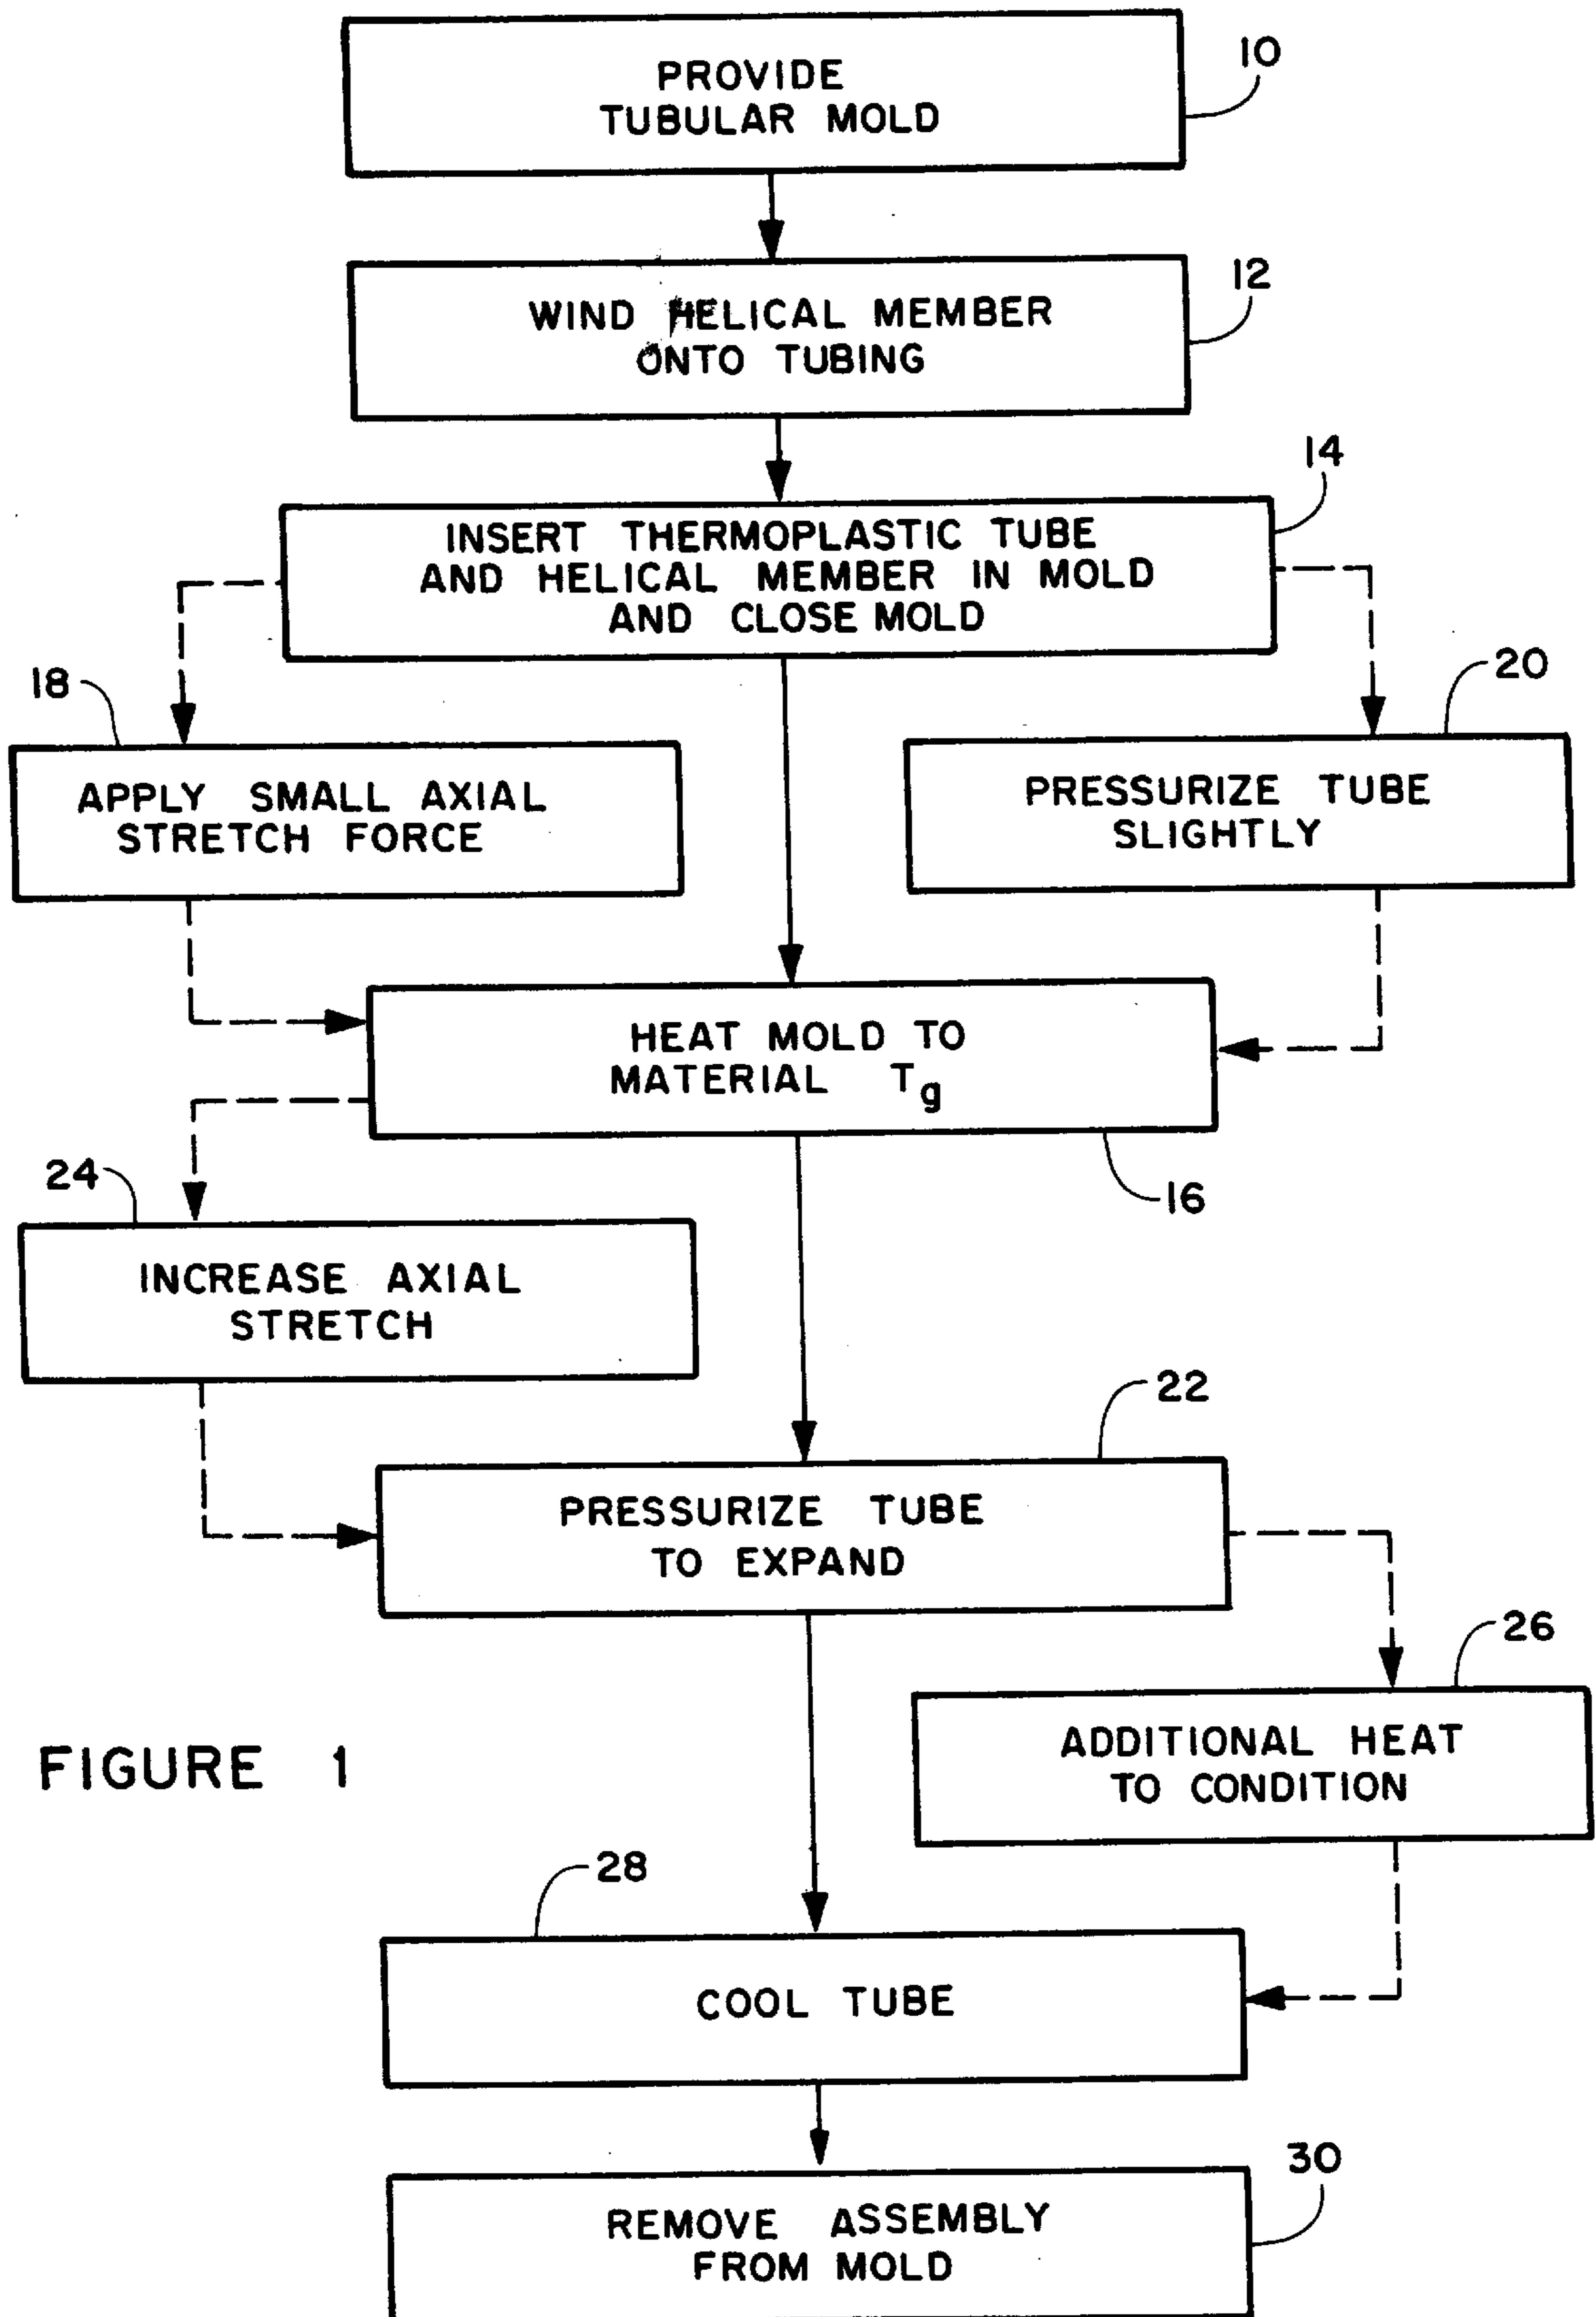 PROVIDE
TUBULAR MOLD
10
WIND HELICAL MEMBER
ONTO TUBING
12
INSERT THERMOPLASTIC TUBE
AND HELICAL MEMBER IN MOLD
AND CLOSE MOLD
14
18
APPLY SMALL AXIAL
STRETCH FORCE
20
PRESSURIZE TUBE
SLIGHTLY
HEAT MOLD TO
MATERIAL Tg
16
24
INCREASE AXIAL
STRETCH
22
PRESSURIZE TUBE
TO EXPAND
26
ADDITIONAL HEAT
TO CONDITION
FIGURE 1
28
COOL TUBE
30
REMOVE ASSEMBLY
FROM MOLD